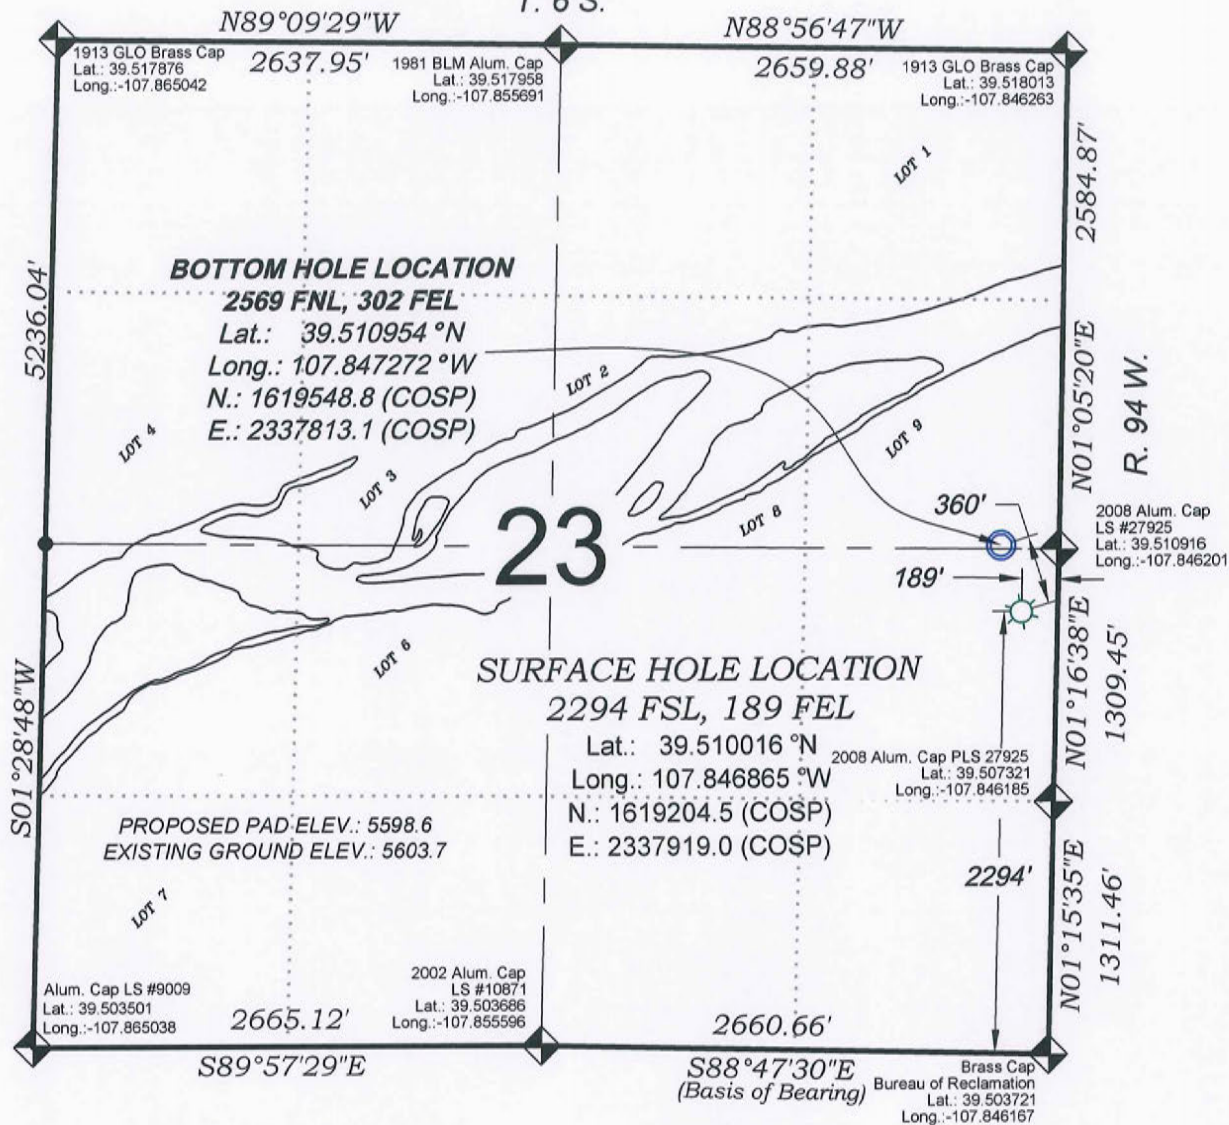 T. 6 S.
N89°09'29"W
N88°56'47"W
1913 GLO Brass Cap
Lat.: 39.517876
Long.:-107.865042
2637.95'
1981 BLM Alum. Cap
Lat.: 39.517958
Long.:-107.855691
2659.88'
1913 GLO Brass Cap
Lat.: 39.518013
Long.:-107.846263
LOT 1
2584.87'
BOTTOM HOLE LOCATION
2569 FNL, 302 FEL
Lat.: 39.510954 °N
Long.: 107.847272 °W
N.: 1619548.8 (COSP)
E.: 2337813.1 (COSP)
5236.04'
N01°05'20"E
R. 94 W.
LOT 2
LOT 4
LOT 3
LOT 9
LOT 8
23
360'
2008 Alum. Cap
LS #27925
Lat.: 39.510916
Long.:-107.846201
189'
LOT 6
SURFACE HOLE LOCATION
2294 FSL, 189 FEL
Lat.: 39.510016 °N
Long.: 107.846865 °W
N.: 1619204.5 (COSP)
E.: 2337919.0 (COSP)
2008 Alum. Cap PLS 27925
Lat.: 39.507321
Long.:-107.846185
N01°16'38"E
1309.45'
S01°28'48"W
PROPOSED PAD ELEV.: 5598.6
EXISTING GROUND ELEV.: 5603.7
2294'
LOT 7
N01°15'35"E
1311.46'
Alum. Cap LS #9009
Lat.: 39.503501
Long.:-107.865038
2665.12'
2002 Alum. Cap
LS #10871
Lat.: 39.503686
Long.:-107.855596
2660.66'
S89°57'29"E
S88°47'30"E
(Basis of Bearing)
Brass Cap
Bureau of Reclamation
Lat.: 39.503721
Long.:-107.846167